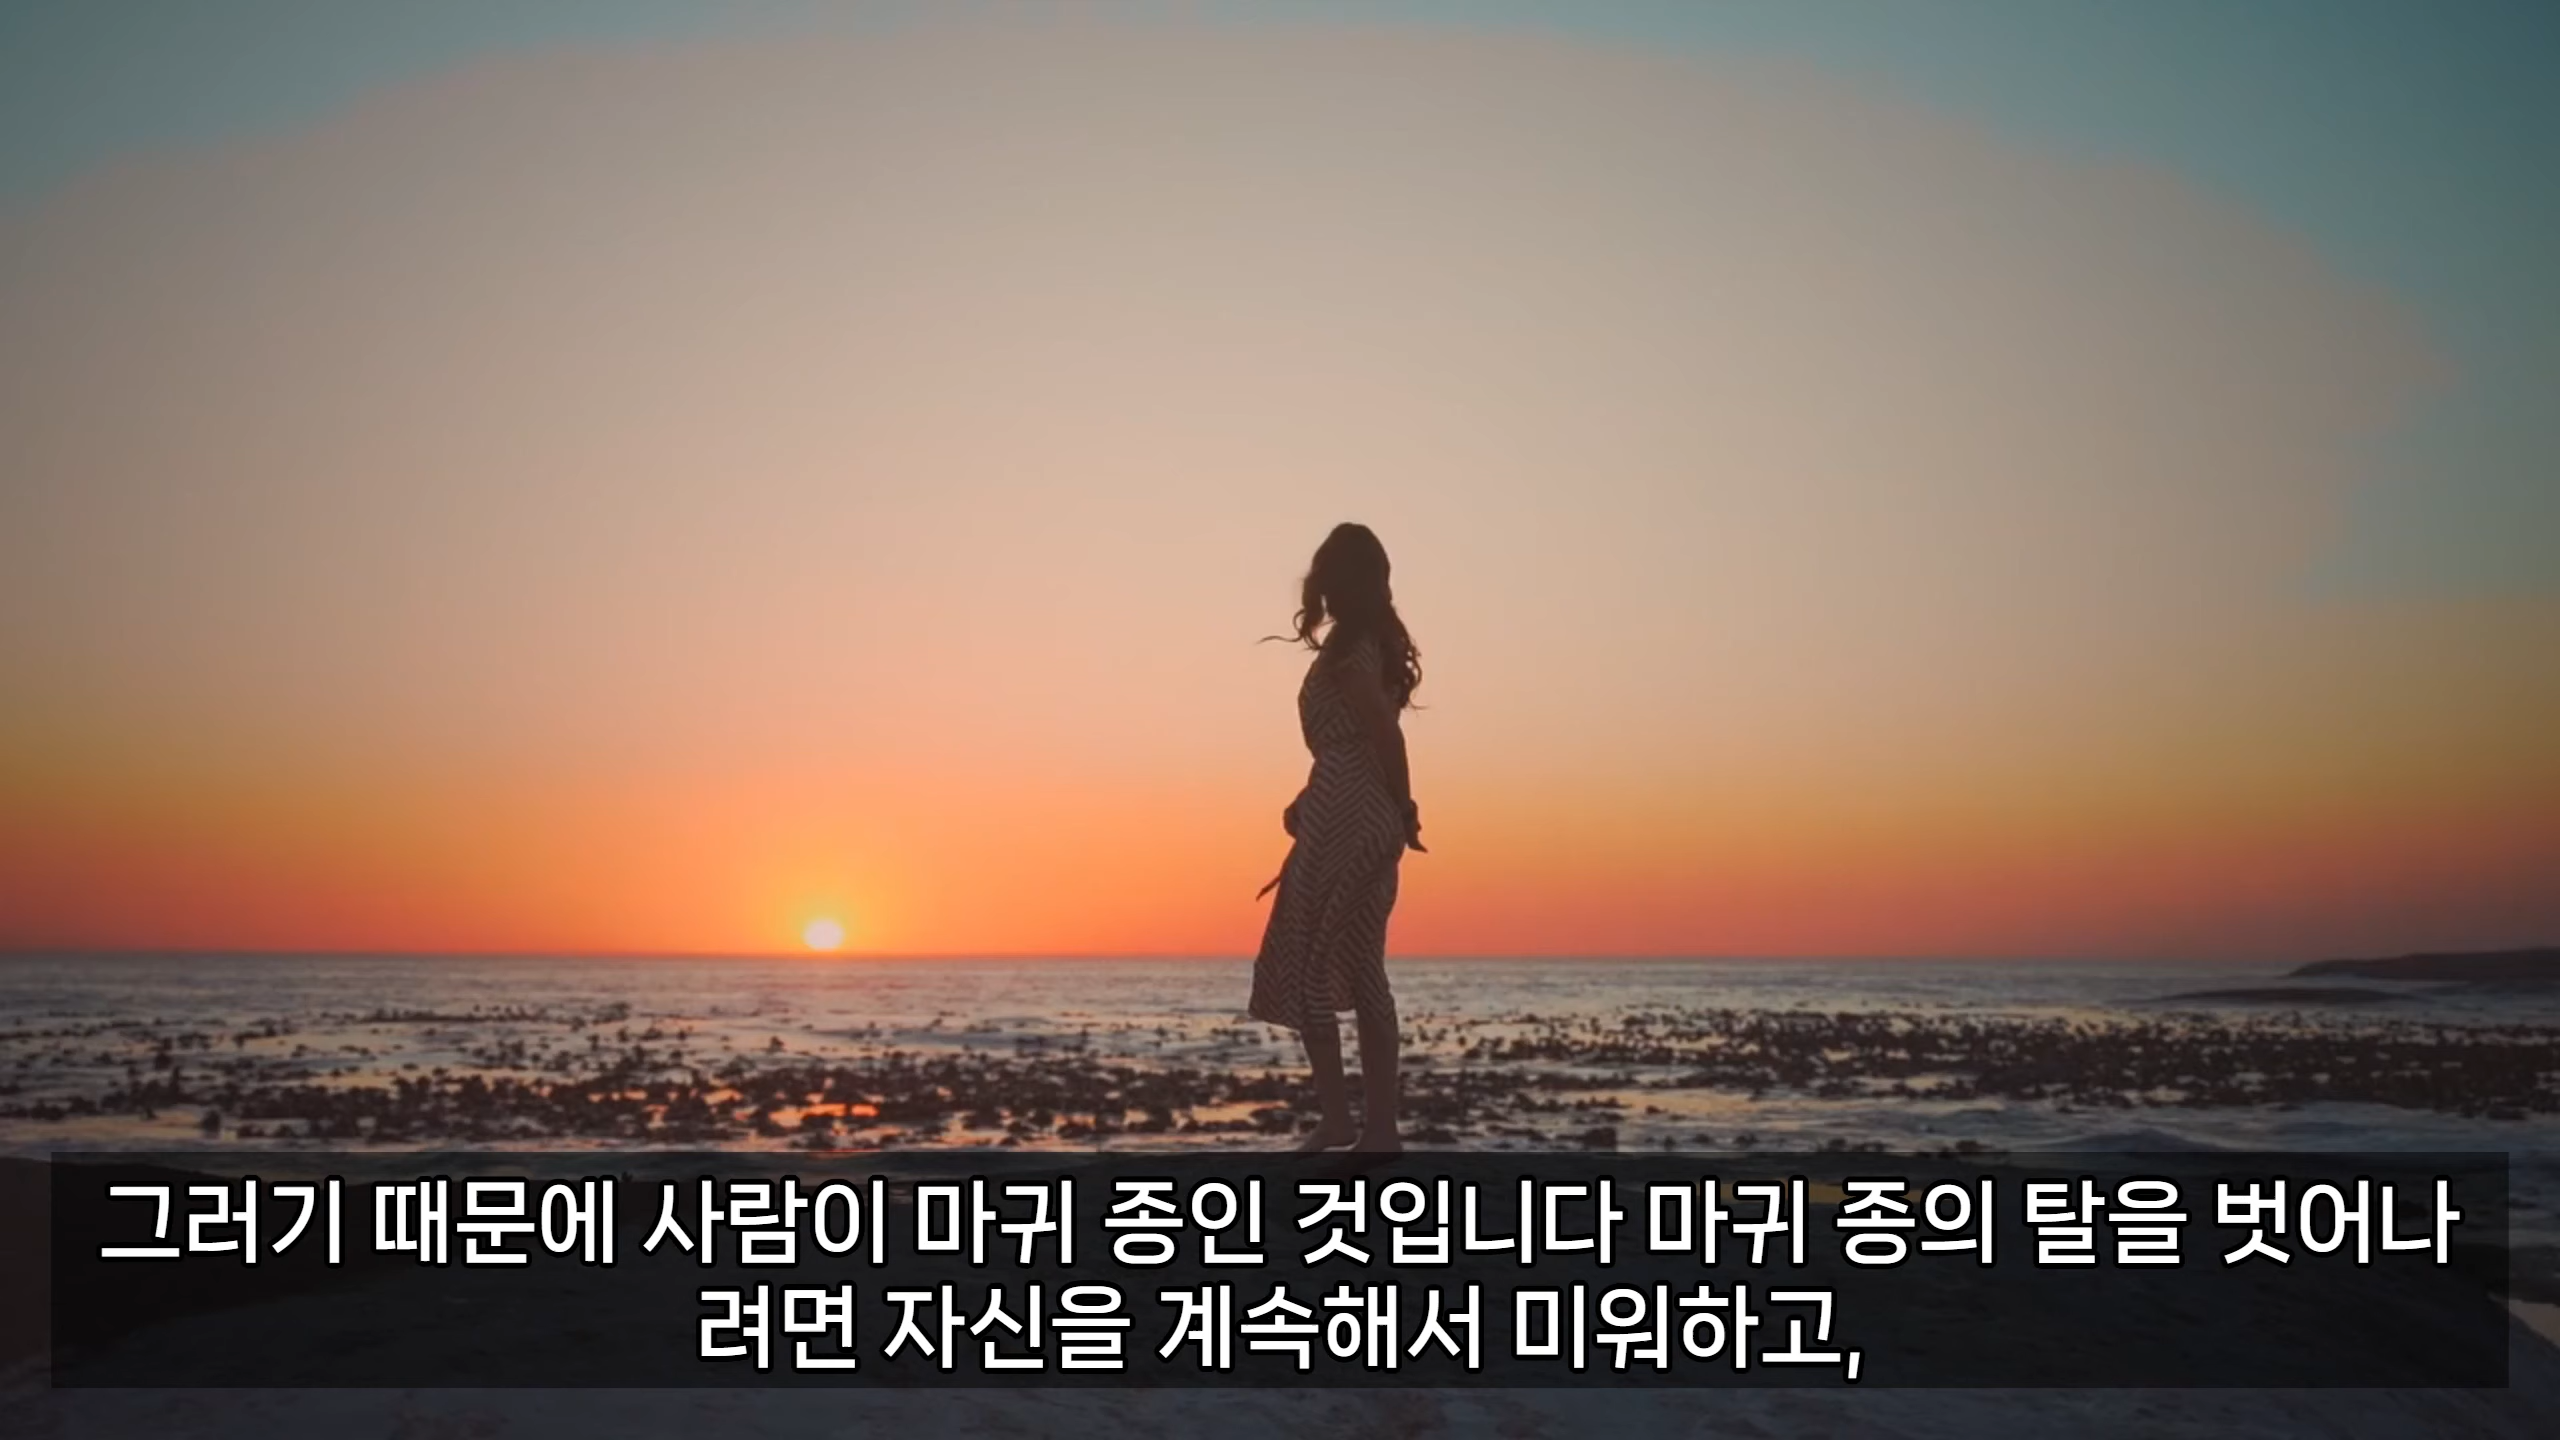 그러기 때문에 사람이 마귀 종인 것입니다 마귀 종의 탈을 벗어나
려면 자신을 계속해서 미워하고,